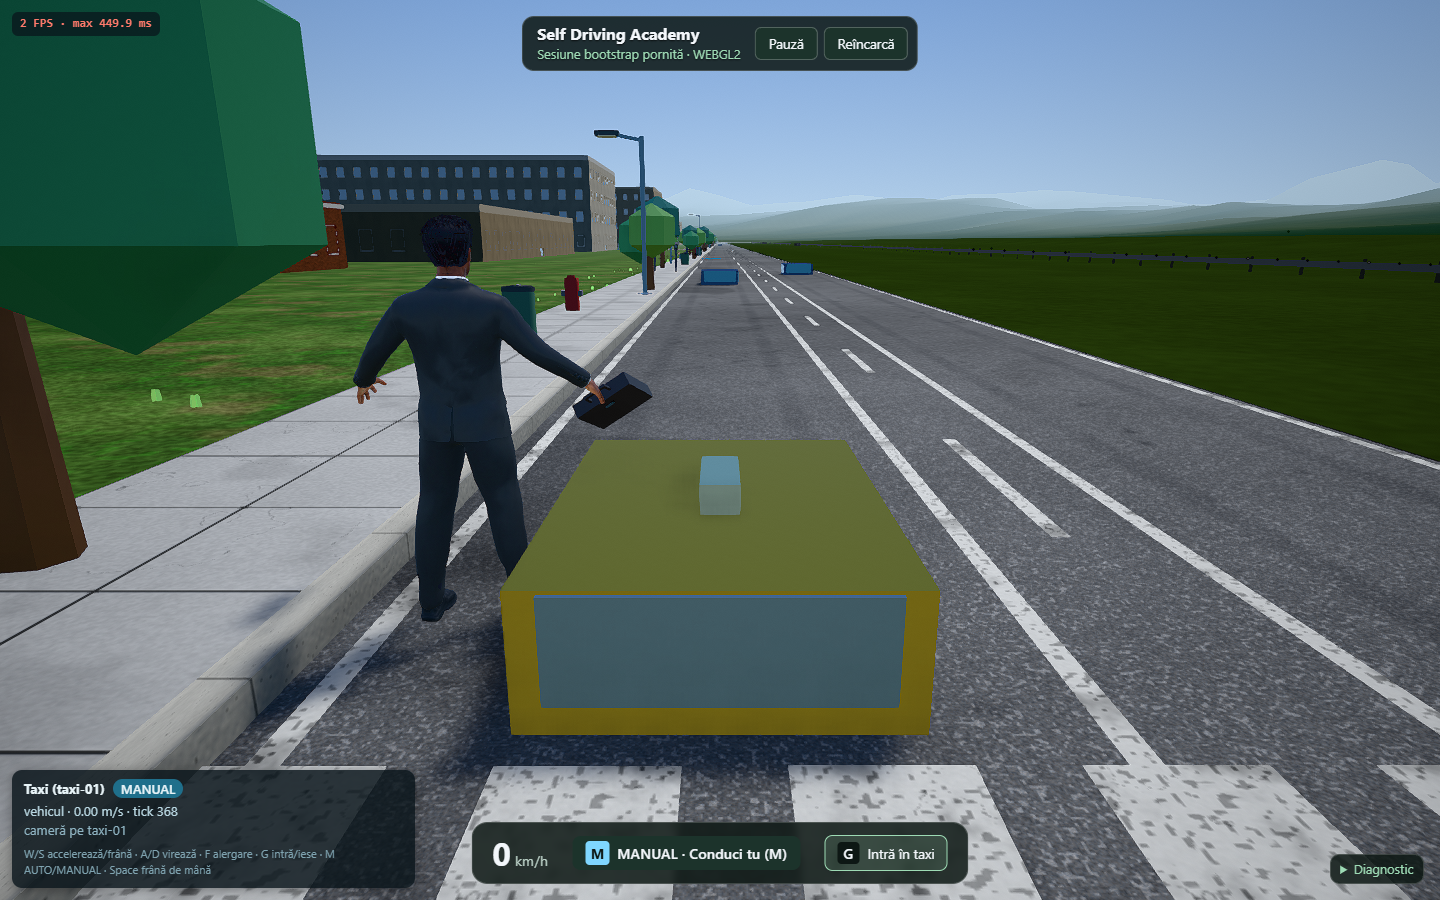 2 FPS · max 449.9 ms
Self Driving Academy
Sesiune bootstrap pornită · WEBGL2
Pauză
Reîncarcă
Taxi (taxi-01) MANUAL
vehicul · 0.00 m/s · tick 368
cameră pe taxi-01
W/S accelerează/frână · A/D virează · F alergare · G intră/iese · M
AUTO/MANUAL · Space frână de mână
0 km/h
M MANUAL · Conduci tu (M)
G Intră în taxi
▶ Diagnostic